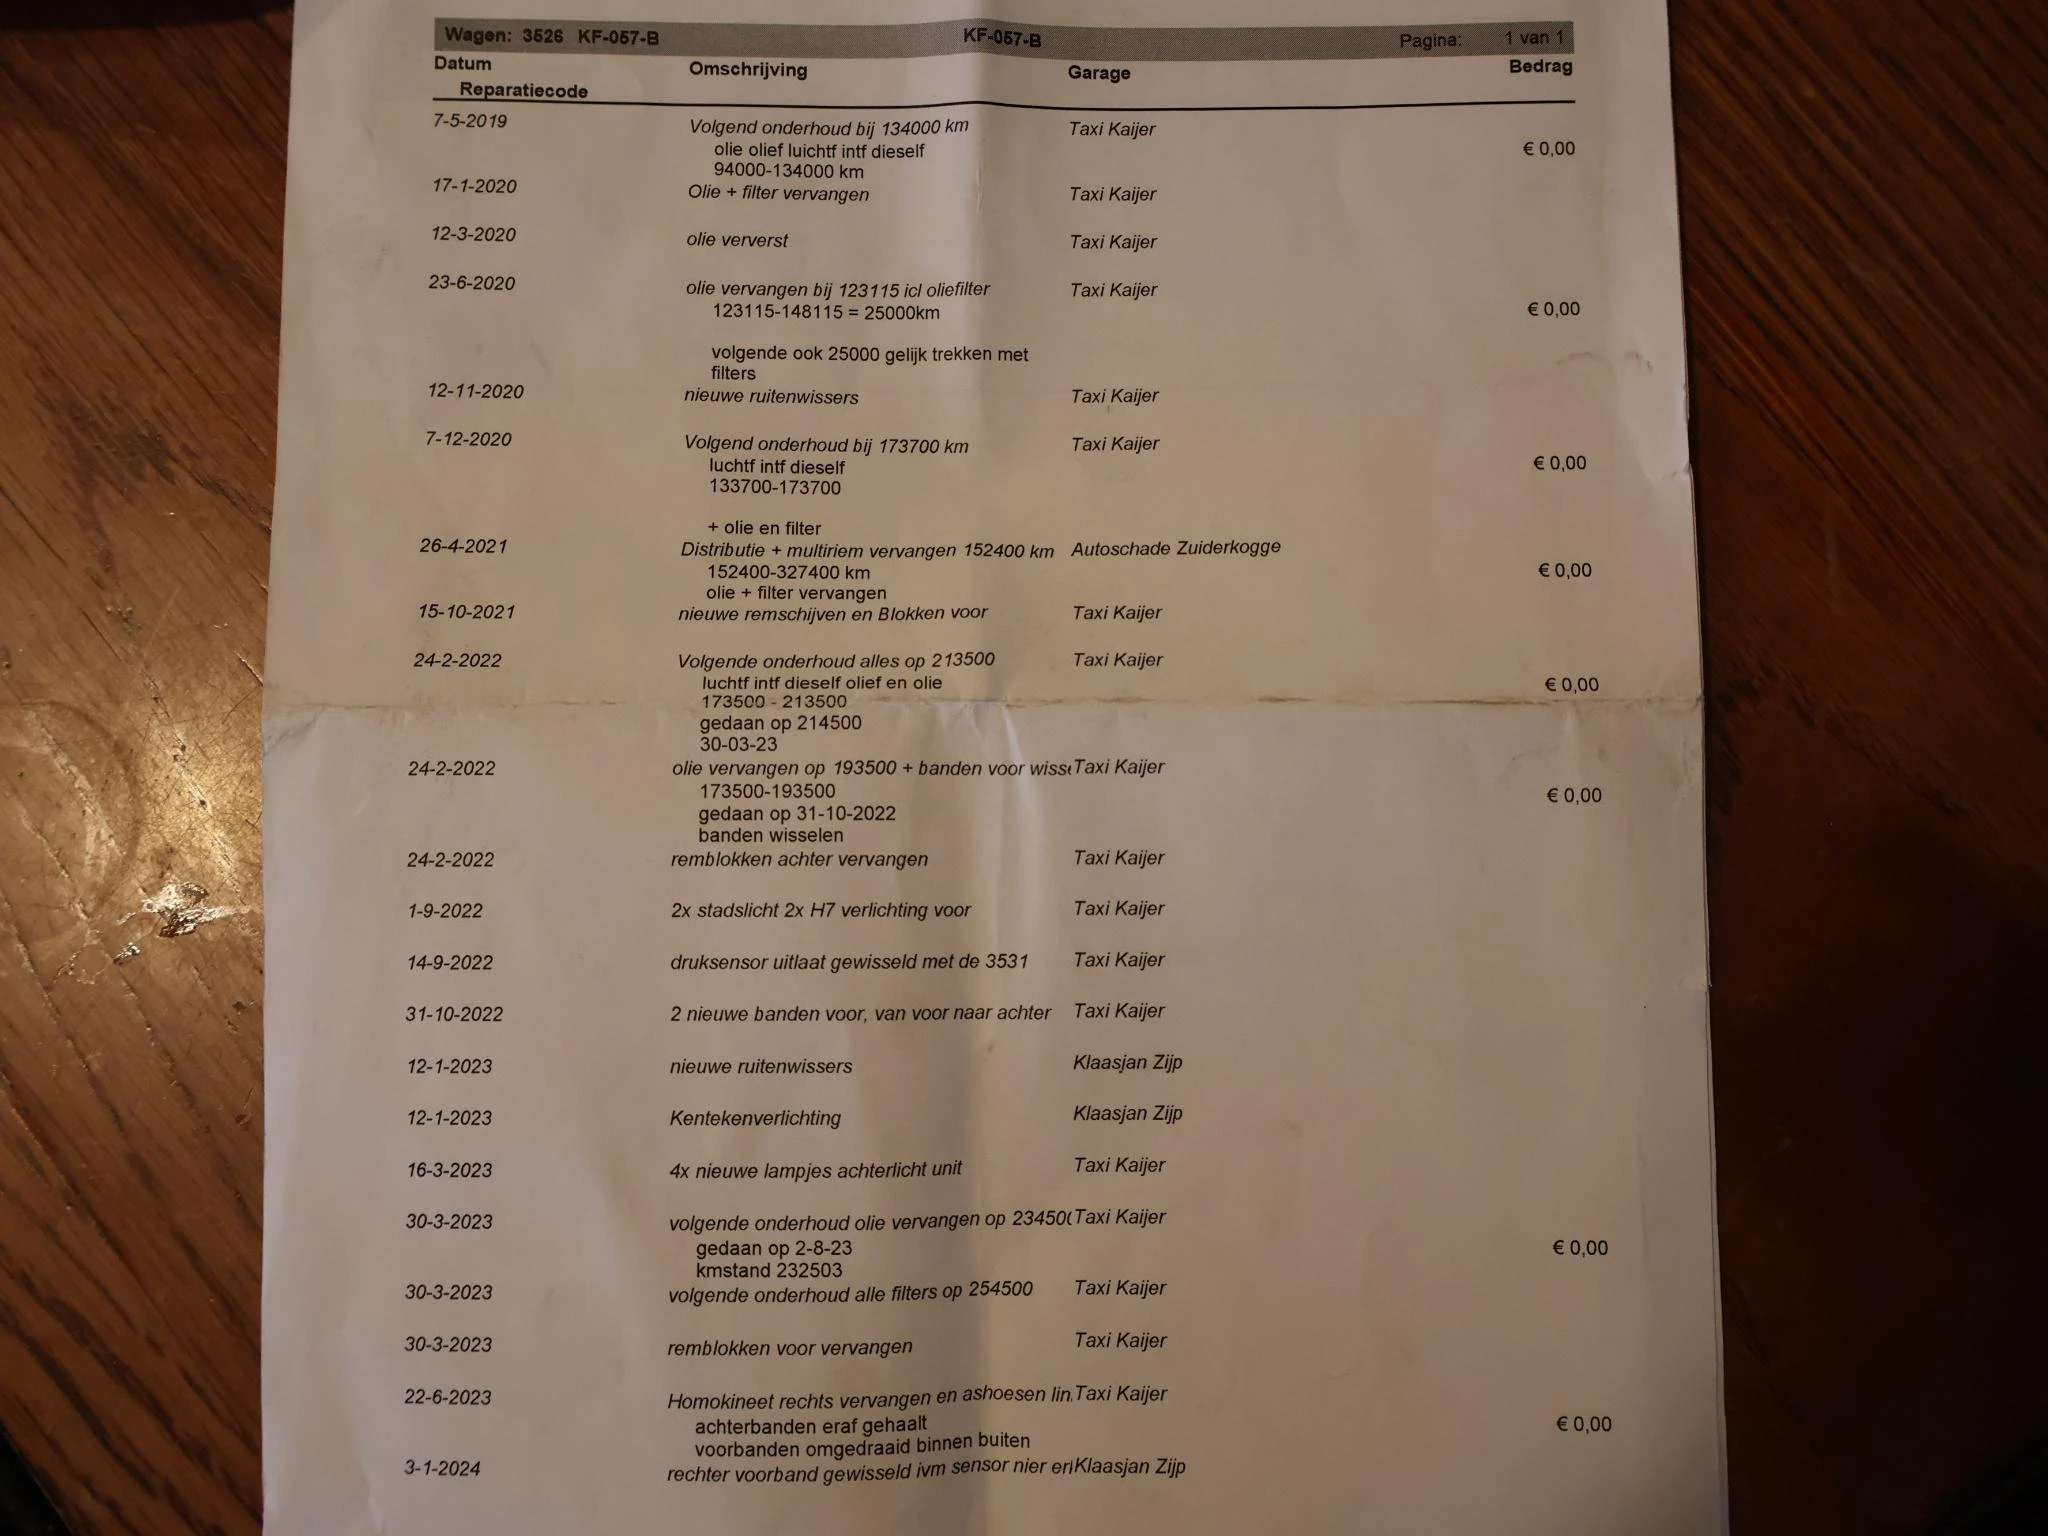 Wagen: 3526 KF-057-B KF-057-B Pagina: 1 van 1
Datum Omschrijving Garage Bedrag
Reparatiecode
7-5-2019 Volgend onderhoud bij 134000 km Taxi Kaijer
olie olief luichtf intf dieself € 0,00
94000-134000 km
17-1-2020 Olie + filter vervangen Taxi Kaijer
12-3-2020 olie ververst Taxi Kaijer
23-6-2020 olie vervangen bij 123115 icl oliefilter Taxi Kaijer
123115-148115 = 25000km € 0,00
volgende ook 25000 gelijk trekken met
filters
12-11-2020 nieuwe ruitenwissers Taxi Kaijer
7-12-2020 Volgend onderhoud bij 173700 km Taxi Kaijer
luchtf intf dieself € 0,00
133700-173700
+ olie en filter
26-4-2021 Distributie + multiriem vervangen 152400 km Autoschade Zuiderkogge
152400-327400 km € 0,00
olie + filter vervangen
15-10-2021 nieuwe remschijven en Blokken voor Taxi Kaijer
24-2-2022 Volgende onderhoud alles op 213500 Taxi Kaijer
luchtf intf dieself olief en olie € 0,00
173500 - 213500
gedaan op 214500
30-03-23
24-2-2022 olie vervangen op 193500 + banden voor wisse Taxi Kaijer
173500-193500 € 0,00
gedaan op 31-10-2022
banden wisselen
24-2-2022 remblokken achter vervangen Taxi Kaijer
1-9-2022 2x stadslicht 2x H7 verlichting voor Taxi Kaijer
14-9-2022 druksensor uitlaat gewisseld met de 3531 Taxi Kaijer
31-10-2022 2 nieuwe banden voor, van voor naar achter Taxi Kaijer
12-1-2023 nieuwe ruitenwissers Klaasjan Zijp
12-1-2023 Kentekenverlichting Klaasjan Zijp
16-3-2023 4x nieuwe lampjes achterlicht unit Taxi Kaijer
30-3-2023 volgende onderhoud olie vervangen op 234500 Taxi Kaijer
gedaan op 2-8-23 € 0,00
kmstand 232503
30-3-2023 volgende onderhoud alle filters op 254500 Taxi Kaijer
30-3-2023 remblokken voor vervangen Taxi Kaijer
22-6-2023 Homokineet rechts vervangen en ashoesen lin Taxi Kaijer
achterbanden eraf gehaalt € 0,00
voorbanden omgedraaid binnen buiten
3-1-2024 rechter voorband gewisseld ivm sensor nier Klaasjan Zijp